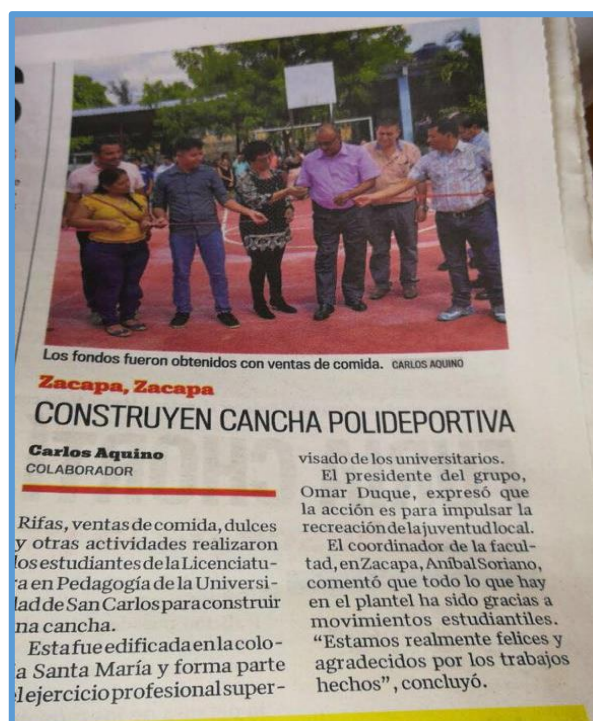 Los fondos fueron obtenidos con ventas de comida. CARLOS AQUINO
Zacapa, Zacapa
CONSTRUYEN CANCHA POLIDEPORTIVA
Carlos Aquino
COLABORADOR
Rifas, ventas de comida, dulces
y otras actividades realizaron
los estudiantes de la Licenciatu-
ra en Pedagogía de la Universi-
dad de San Carlos para construir
na cancha.
Esta fue edificada en la colo-
ia Santa María y forma parte
el ejercicio profesional super-
visado de los universitarios.
El presidente del grupo,
Omar Duque, expresó que
la acción es para impulsar la
recreación de la juventud local.
El coordinador de la facul-
tad, en Zacapa, Aníbal Soriano,
comentó que todo lo que hay
en el plantel ha sido gracias a
movimientos estudiantiles.
“Estamos realmente felices y
agradecidos por los trabajos
hechos”, concluyó.